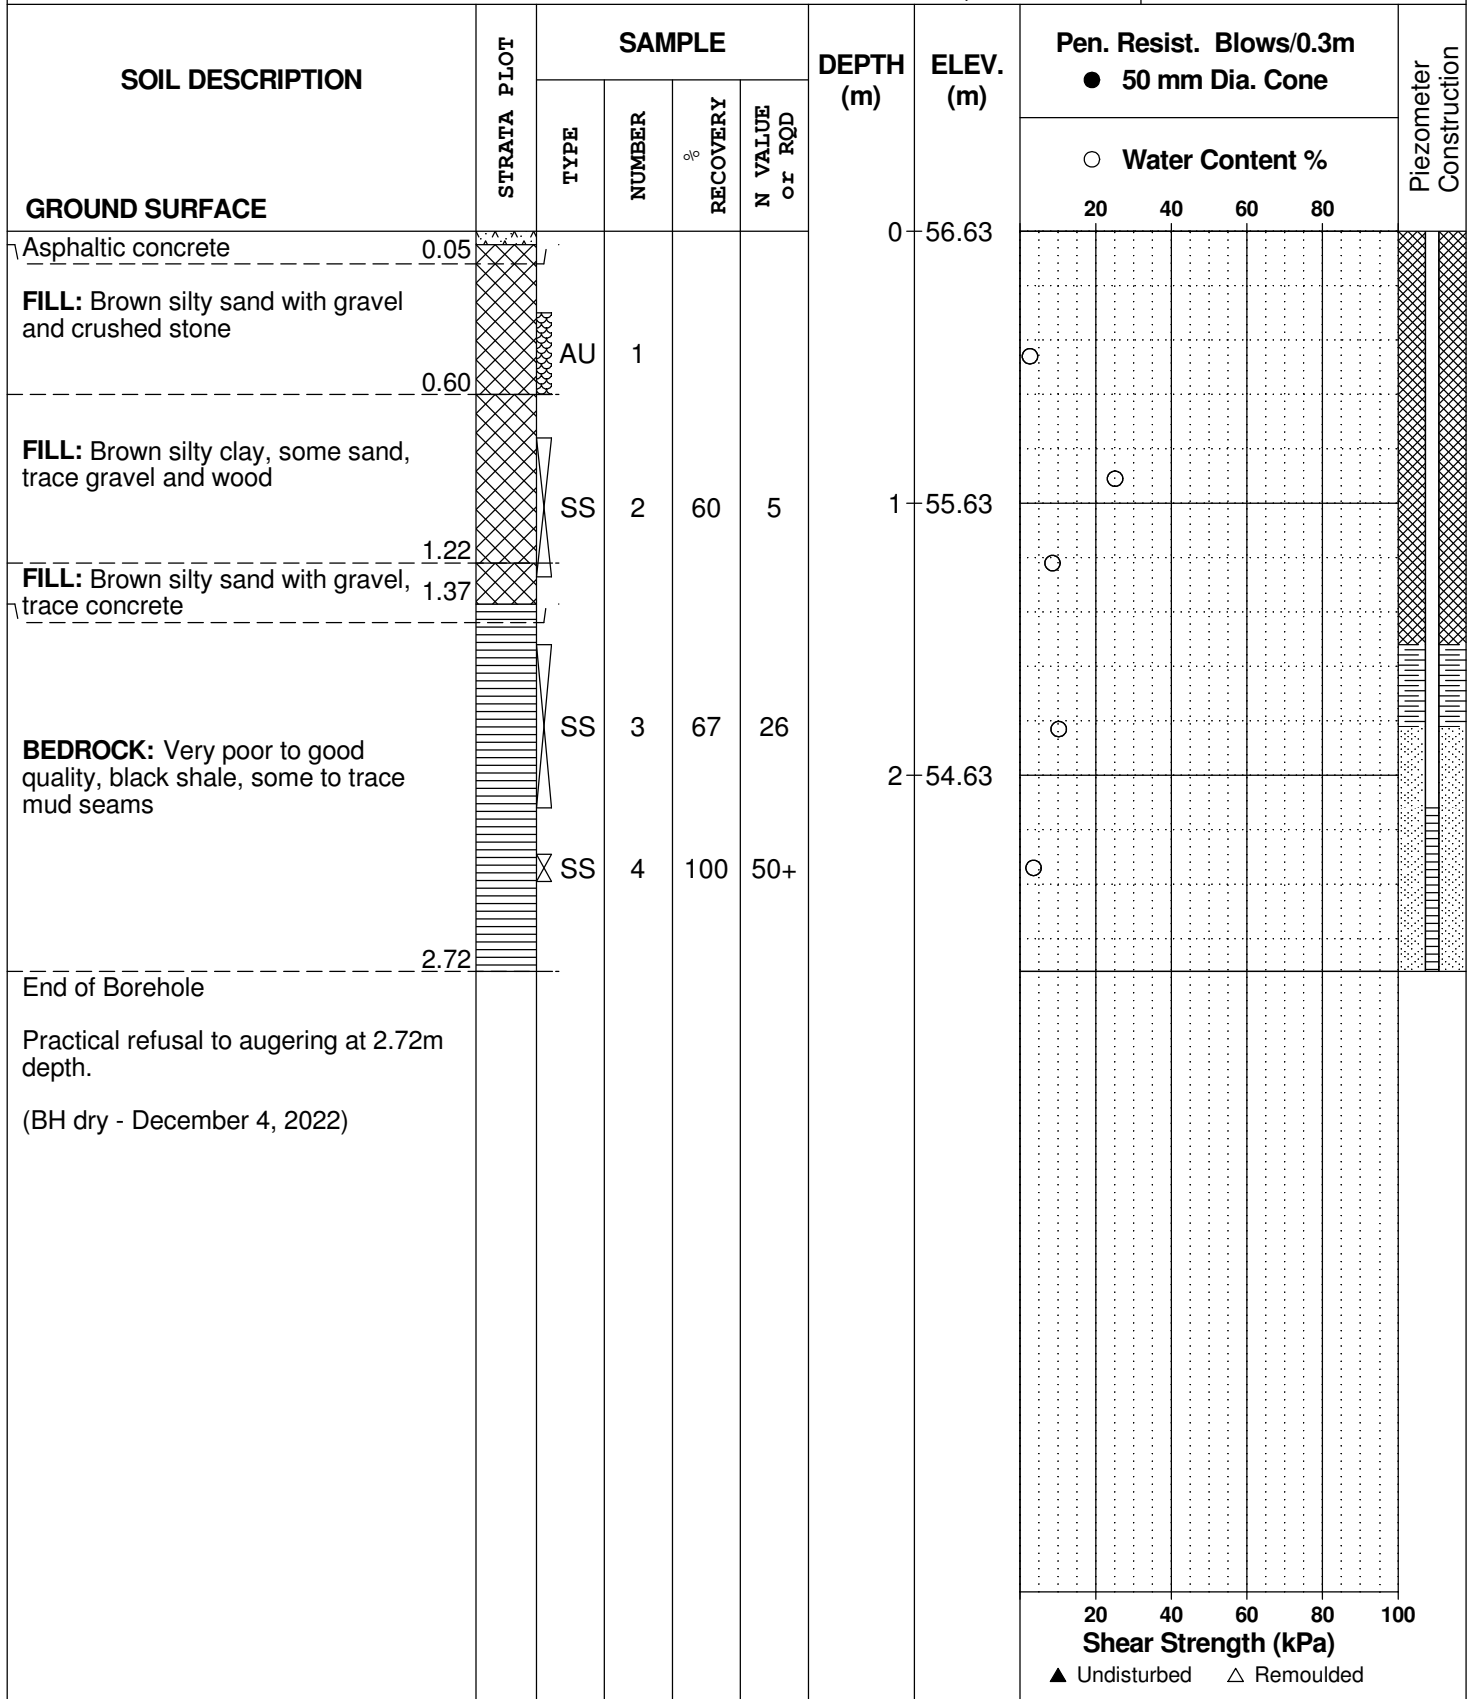 SOIL DESCRIPTION
GROUND SURFACE
STRATA PLOT
SAMPLE
TYPE
NUMBER
%
RECOVERY
N VALUE
or RQD
DEPTH
(m)
ELEV.
(m)
Pen. Resist. Blows/0.3m
● 50 mm Dia. Cone
○ Water Content %
20 40 60 80
Piezometer
Construction
0 56.63
Asphaltic concrete 0.05
FILL: Brown silty sand with gravel
and crushed stone
AU 1
0.60
FILL: Brown silty clay, some sand,
trace gravel and wood
SS 2 60 5
1 55.63
1.22
FILL: Brown silty sand with gravel, 1.37
trace concrete
SS 3 67 26
BEDROCK: Very poor to good
quality, black shale, some to trace
mud seams
2 54.63
SS 4 100 50+
2.72
End of Borehole
Practical refusal to augering at 2.72m
depth.
(BH dry - December 4, 2022)
20 40 60 80 100
Shear Strength (kPa)
▲ Undisturbed △ Remoulded